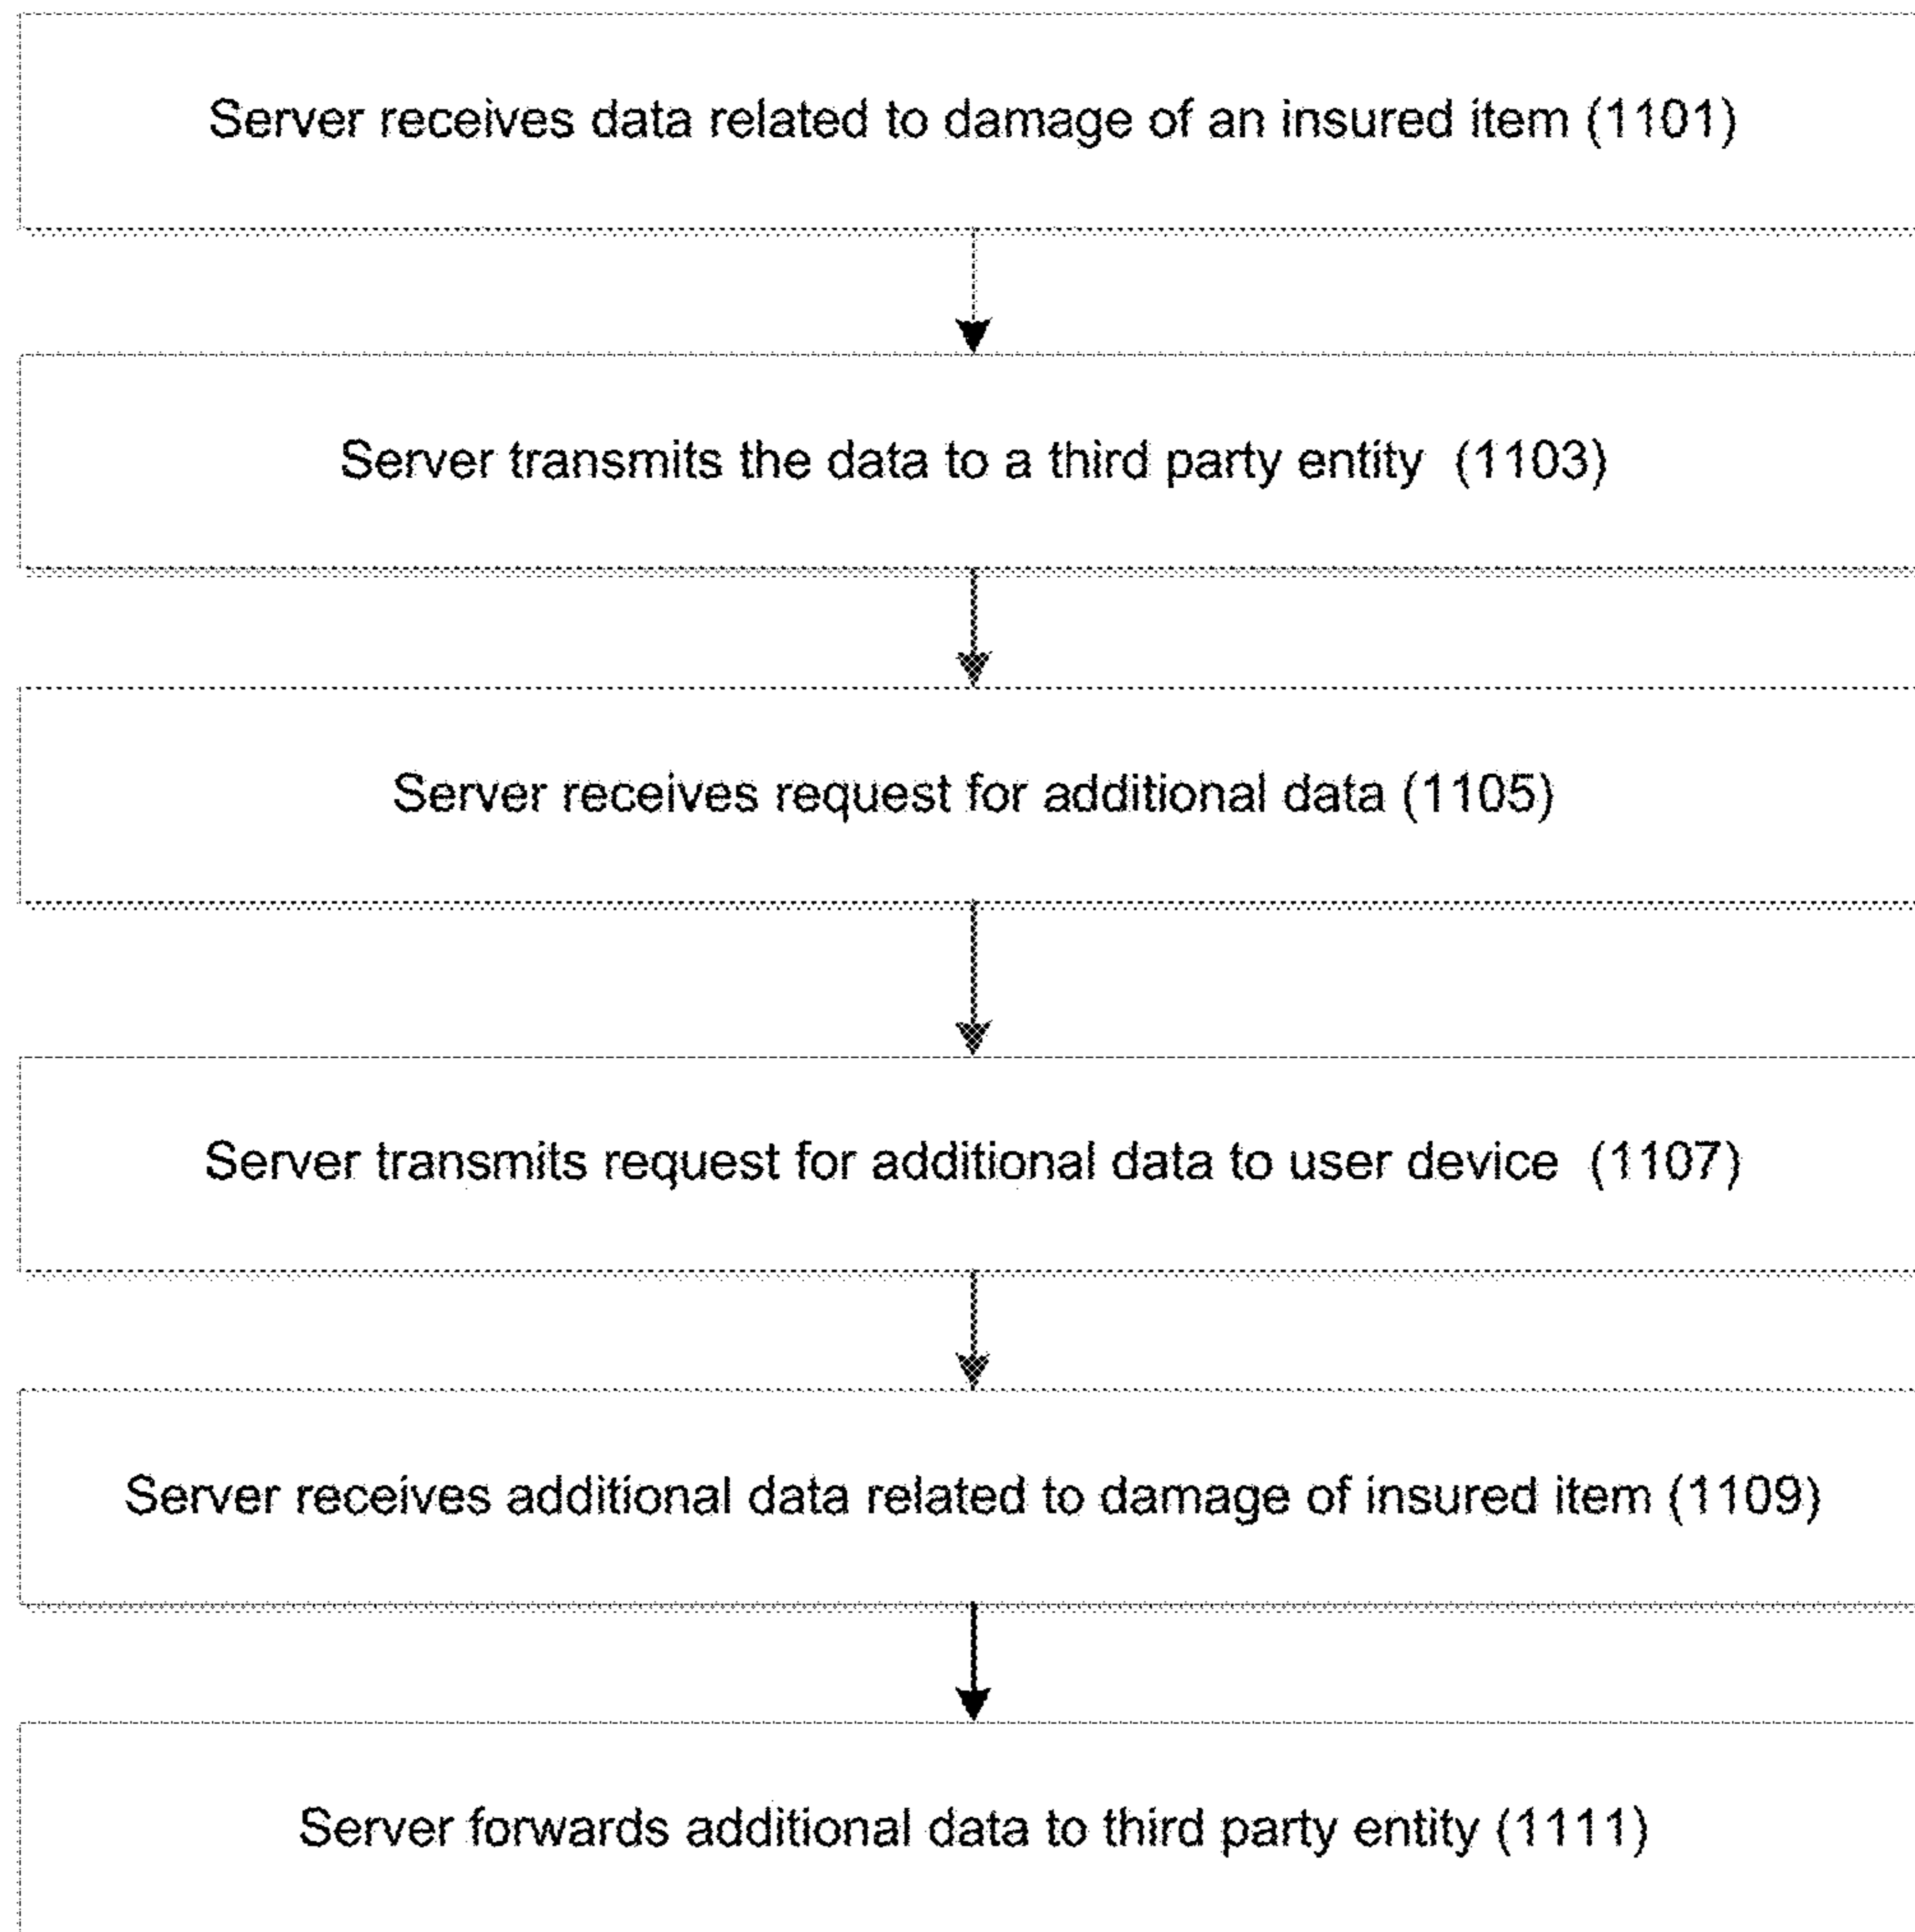 Server receives data related to damage of an insured item (1101)
Server transmits the data to a third party entity (1103)
Server receives request for additional data (1105)
Server transmits request for additional data to user device (1107)
Server receives additional data related to damage of insured item (1109)
Server forwards additional data to third party entity (1111)